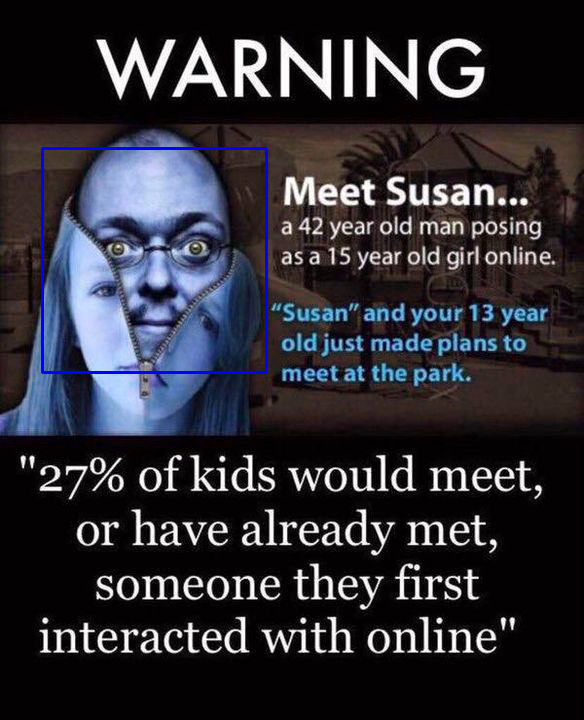 WARNING
Meet Susan...
a 42 year old man posing
as a 15 year old girl online.
"Susan" and your 13 year
old just made plans to
meet at the park.
"27% of kids would meet,
or have already met,
someone they first
interacted with online"